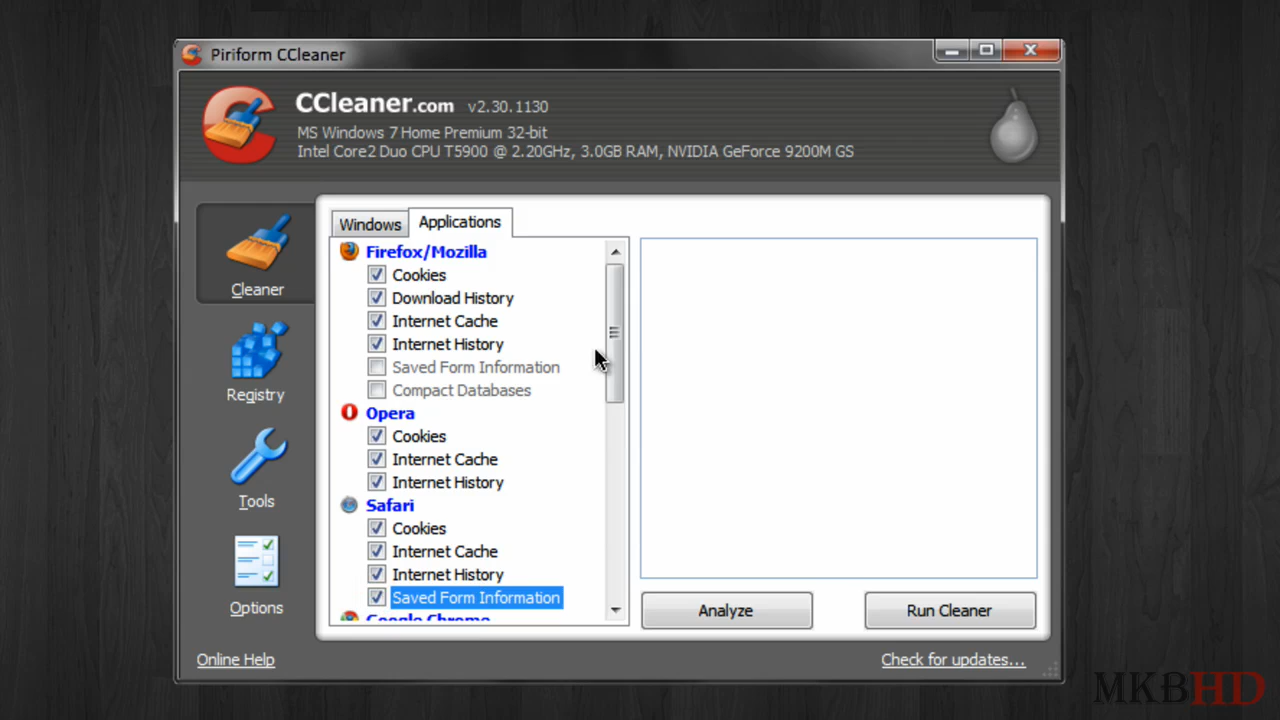 Piriform CCleaner
CCleaner.com v2.30.1130
MS Windows 7 Home Premium 32-bit
Intel Core2 Duo CPU T5900 @ 2.20GHz, 3.0GB RAM, NVIDIA GeForce 9200M GS
Cleaner
Registry
Tools
Options
Windows
Applications
Firefox/Mozilla
Cookies
Download History
Internet Cache
Internet History
Saved Form Information
Compact Databases
Opera
Cookies
Internet Cache
Internet History
Safari
Cookies
Internet Cache
Internet History
Saved Form Information
Google Chrome
Analyze
Run Cleaner
Online Help
Check for updates...
MKBHD